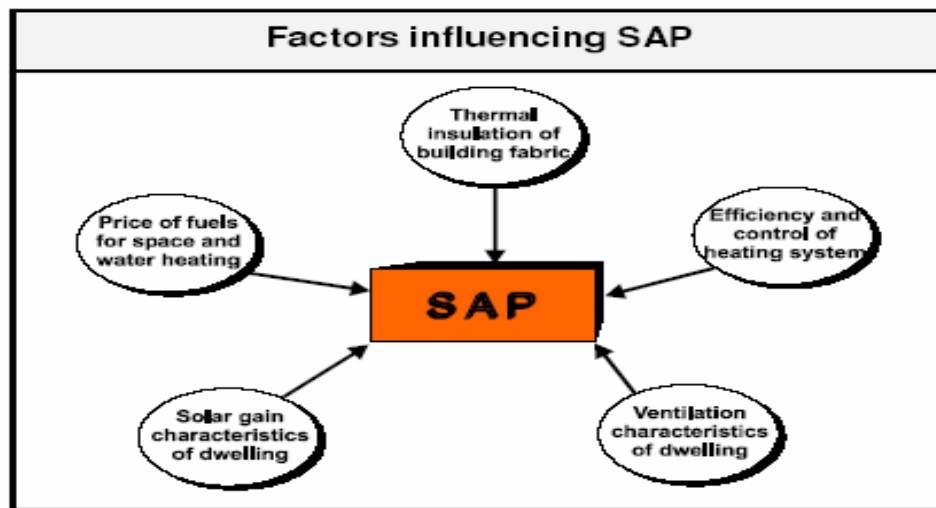 Factors influencing SAP
Thermal
insulation of
building fabric
Price of fuels
for space and
water heating
Efficiency and
control of
heating system
SAP
Solar gain
characteristics
of dwelling
Ventilation
characteristics
of dwelling